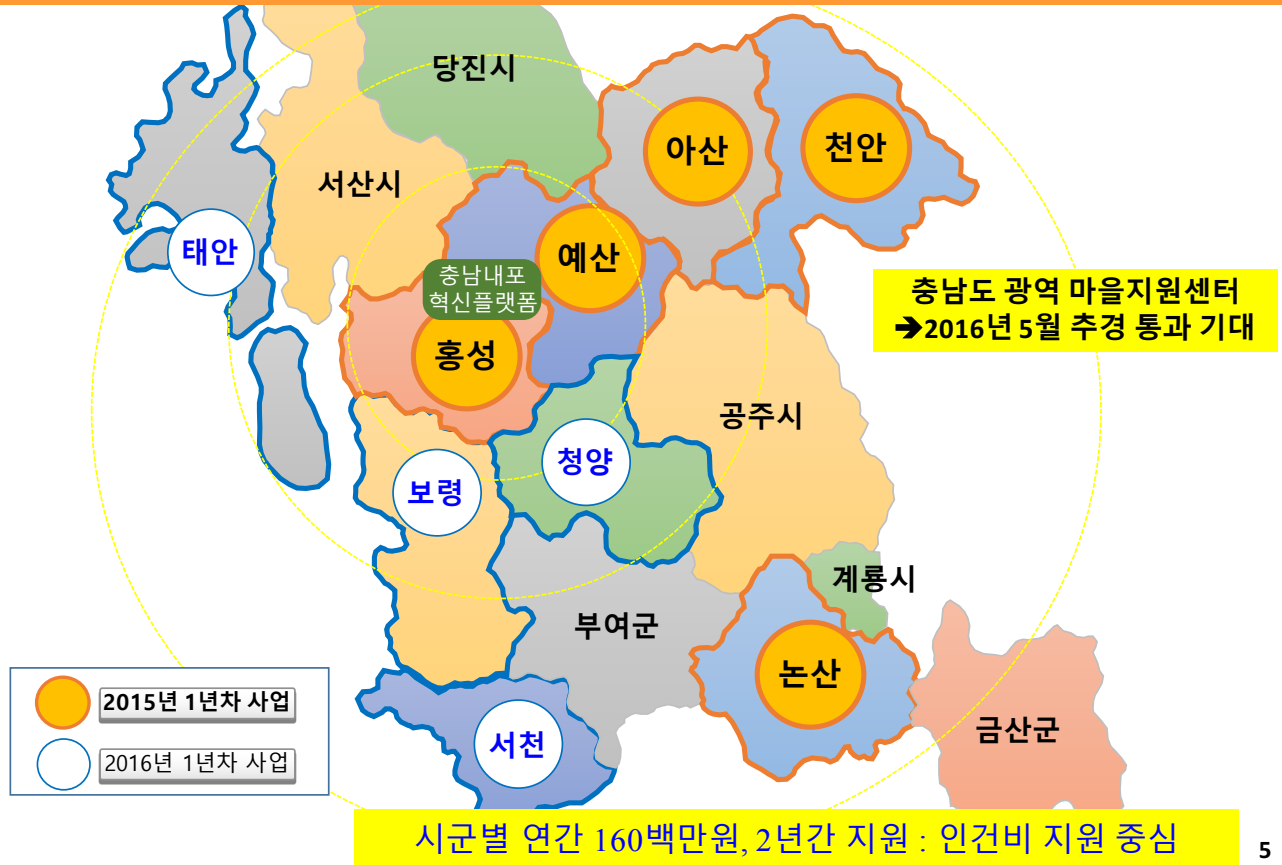 당진시
아산
천안
서산시
태안
예산
충남내포
혁신플랫폼
홍성
충남도 광역 마을지원센터
➔2016년 5월 추경 통과 기대
공주시
청양
보령
계룡시
부여군
논산
서천
금산군
2015년 1년차 사업
2016년 1년차 사업
시군별 연간 160백만원, 2년간 지원 : 인건비 지원 중심
5